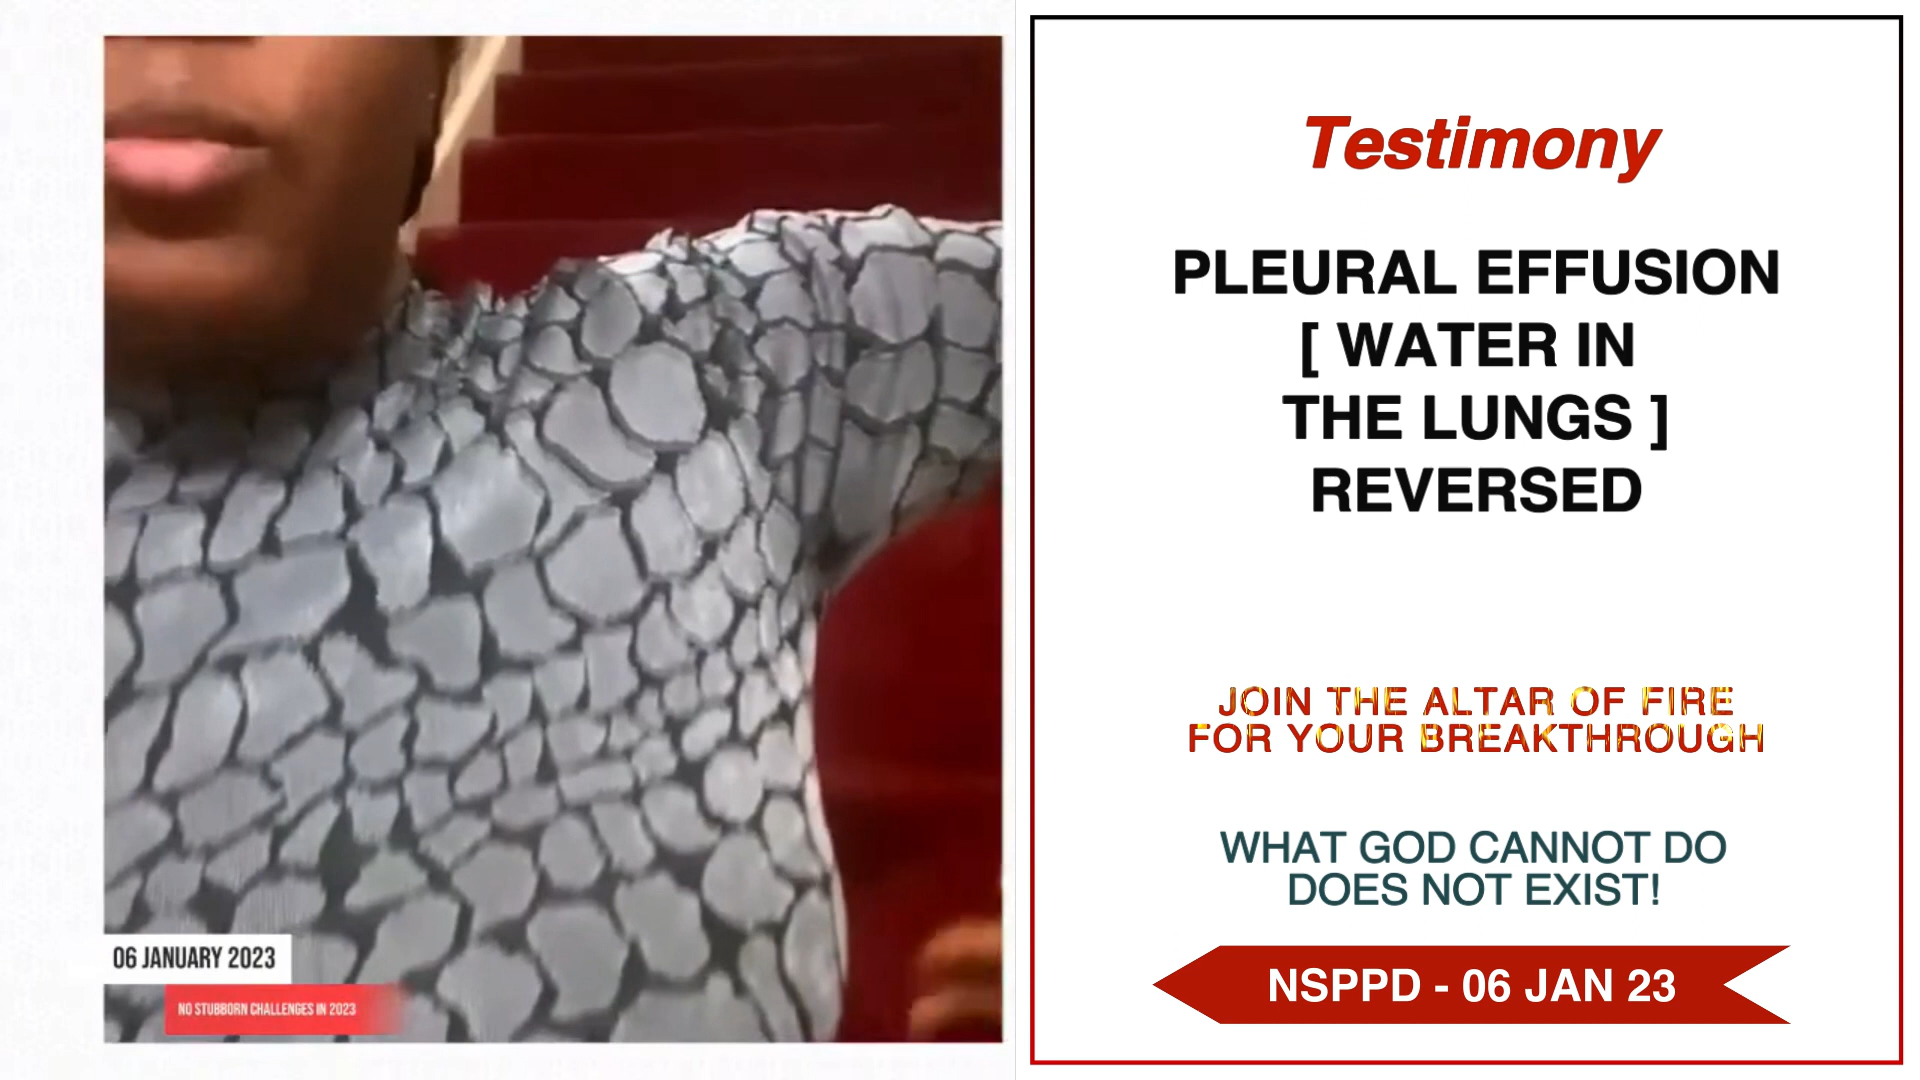 06 JANUARY 2023
NO STUBBORN CHALLENGES IN 2023
Testimony
PLEURAL EFFUSION
[ WATER IN
THE LUNGS ]
REVERSED
JOIN THE ALTAR OF FIRE
FOR YOUR BREAKTHROUGH
WHAT GOD CANNOT DO
DOES NOT EXIST!
NSPPD - 06 JAN 23